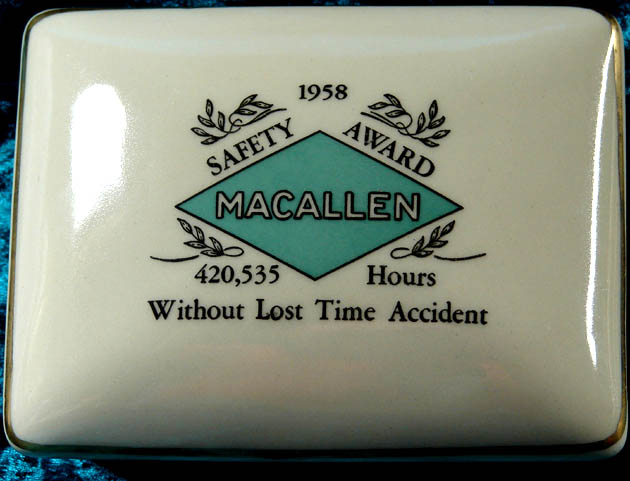 1958
SAFETY AWARD
MACALLEN
420,535 Hours
Without Lost Time Accident